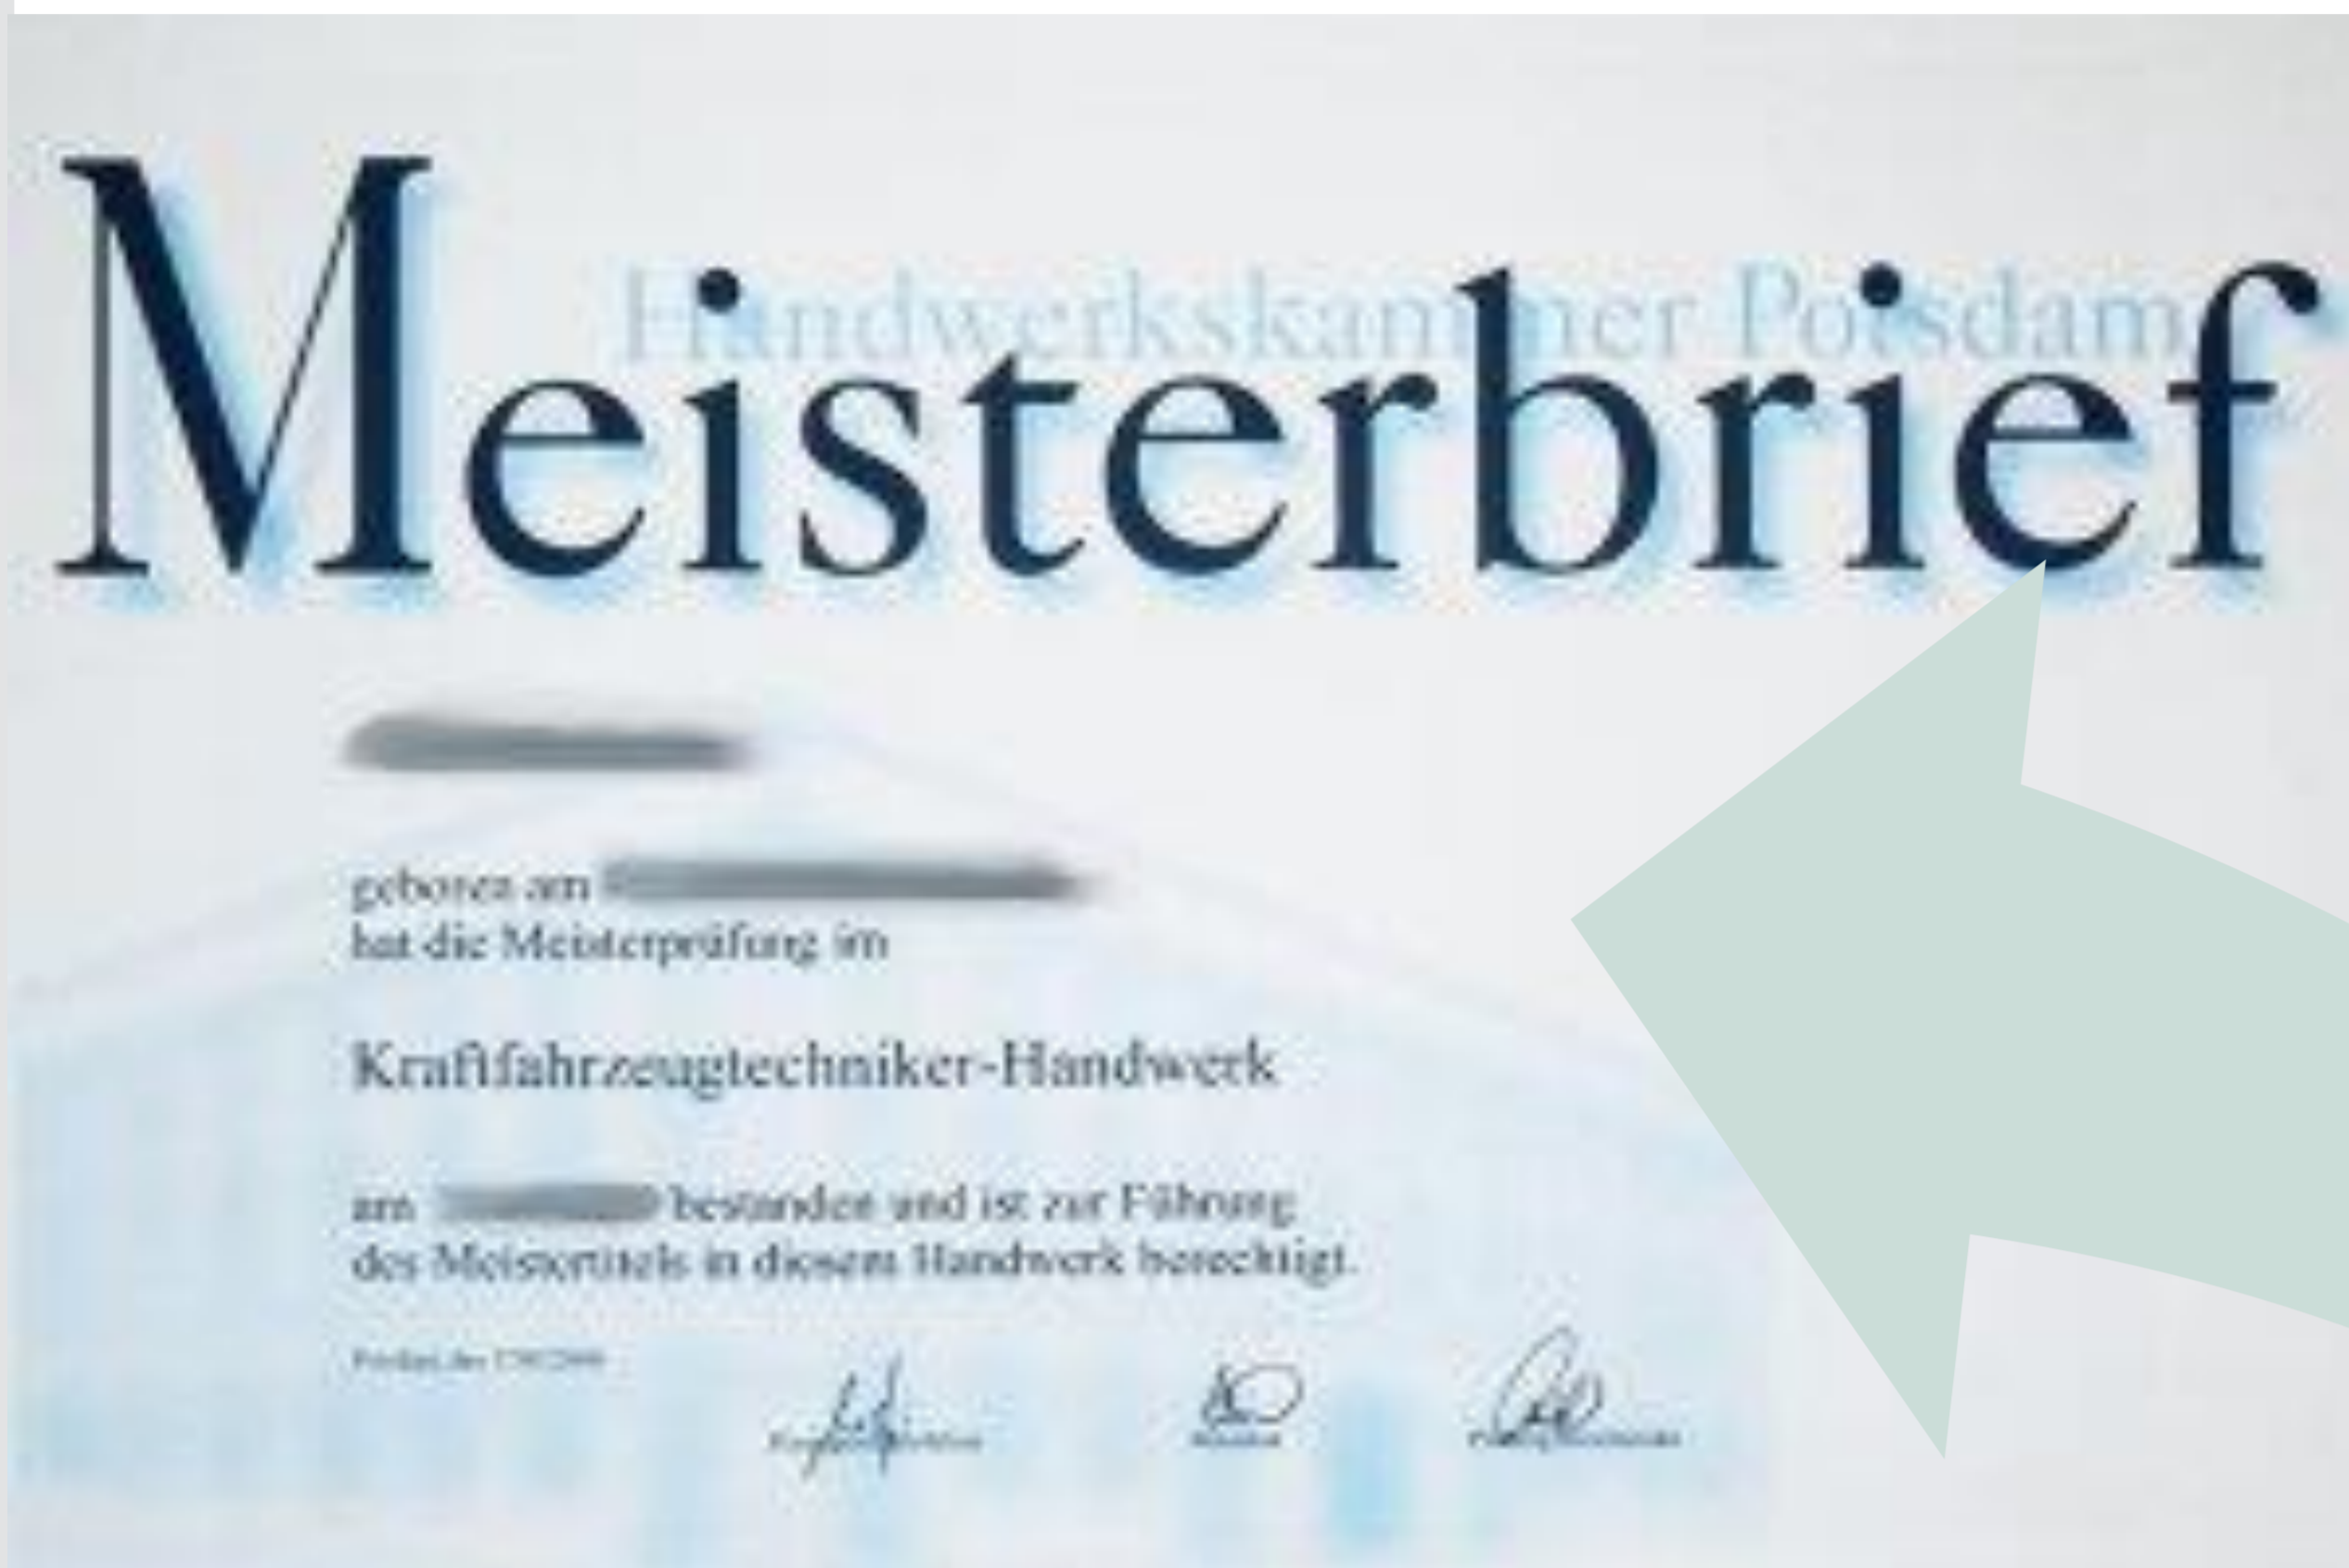 Handwerkskammer Potsdam
Meisterbrief
geboren am
hat die Meisterprüfung im
Kraftfahrzeugtechniker-Handwerk
am bestanden und ist zur Führung
des Meistertitels in diesem Handwerk berechtigt.